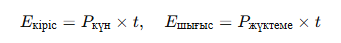 Eкіріс = Pкүн × t, Eшығыс = Pжүктеме × t